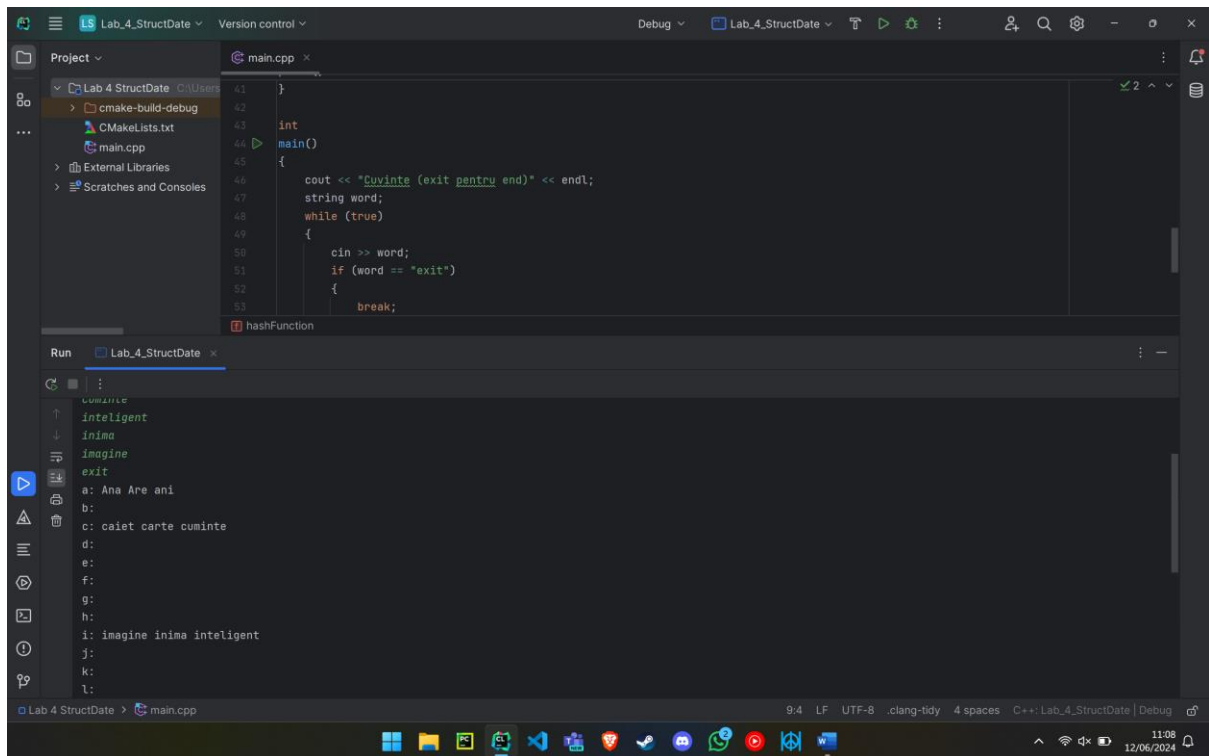 LS Lab_4_StructDate Version control Debug Lab_4_StructDate
Project
main.cpp
Lab 4 StructDate C:\Users
cmake-build-debug
CMakeLists.txt
main.cpp
External Libraries
Scratches and Consoles
41 }
42
43 int
44 main()
45 {
46 cout << "Cuvinte (exit pentru end)" << endl;
47 string word;
48 while (true)
49 {
50 cin >> word;
51 if (word == "exit")
52 {
53 break;
2
hashFunction
Run Lab_4_StructDate
cuminte
inteligent
inima
imagine
exit
a: Ana Are ani
b:
c: caiet carte cuminte
d:
e:
f:
g:
h:
i: imagine inima inteligent
j:
k:
l:
Lab 4 StructDate > main.cpp 9:4 LF UTF-8 .clang-tidy 4 spaces C++: Lab_4_StructDate | Debug
11:08
12/06/2024